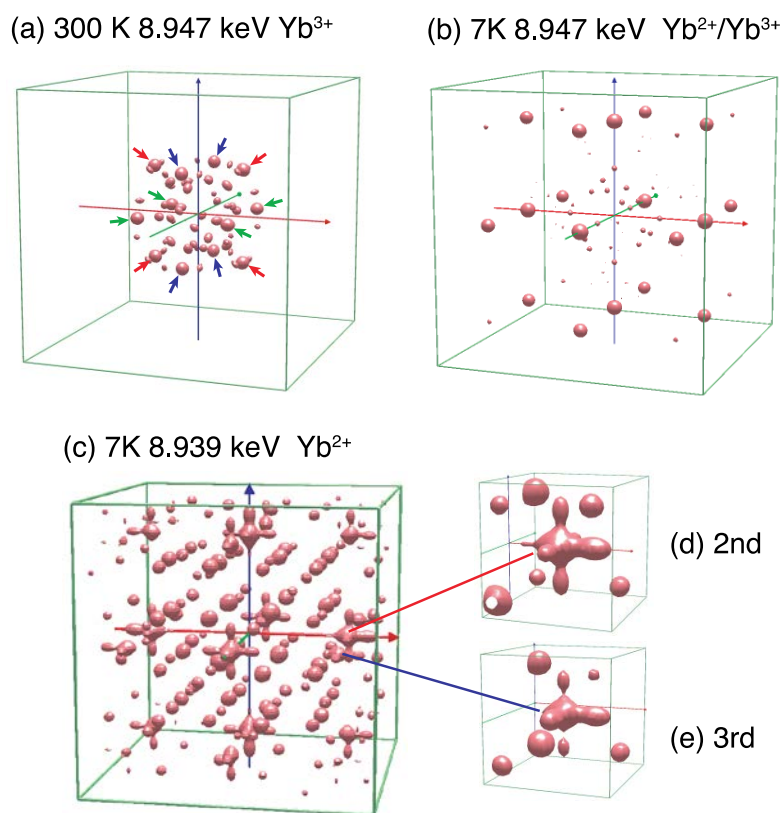 (a) 300 K 8.947 keV Yb³⁺
(b) 7K 8.947 keV Yb²⁺/Yb³⁺
(c) 7K 8.939 keV Yb²⁺
(d) 2nd
(e) 3rd